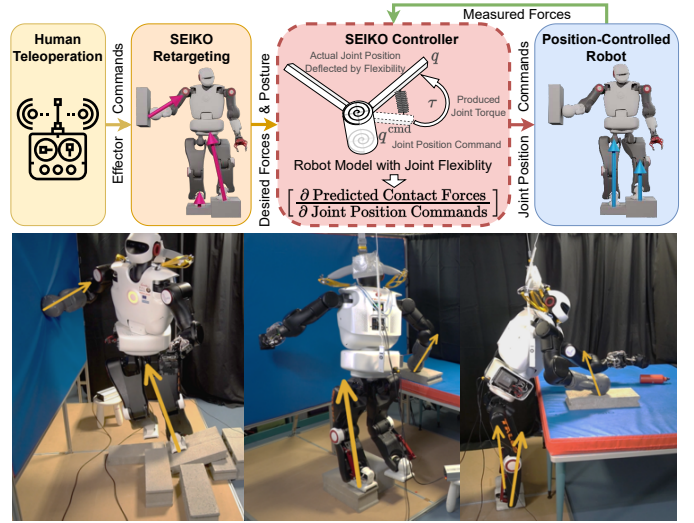 Measured Forces
Human
Teleoperation
Effector Commands
SEIKO
Retargeting
Desired Forces & Posture
SEIKO Controller
Actual Joint Position
Deflected by Flexibility
q
τ
Produced
Joint Torque
q^cmd
Joint Position Command
Robot Model with Joint Flexiblity
[ ∂ Predicted Contact Forces
∂ Joint Position Commands ]
Joint Position Commands
Position-Controlled
Robot